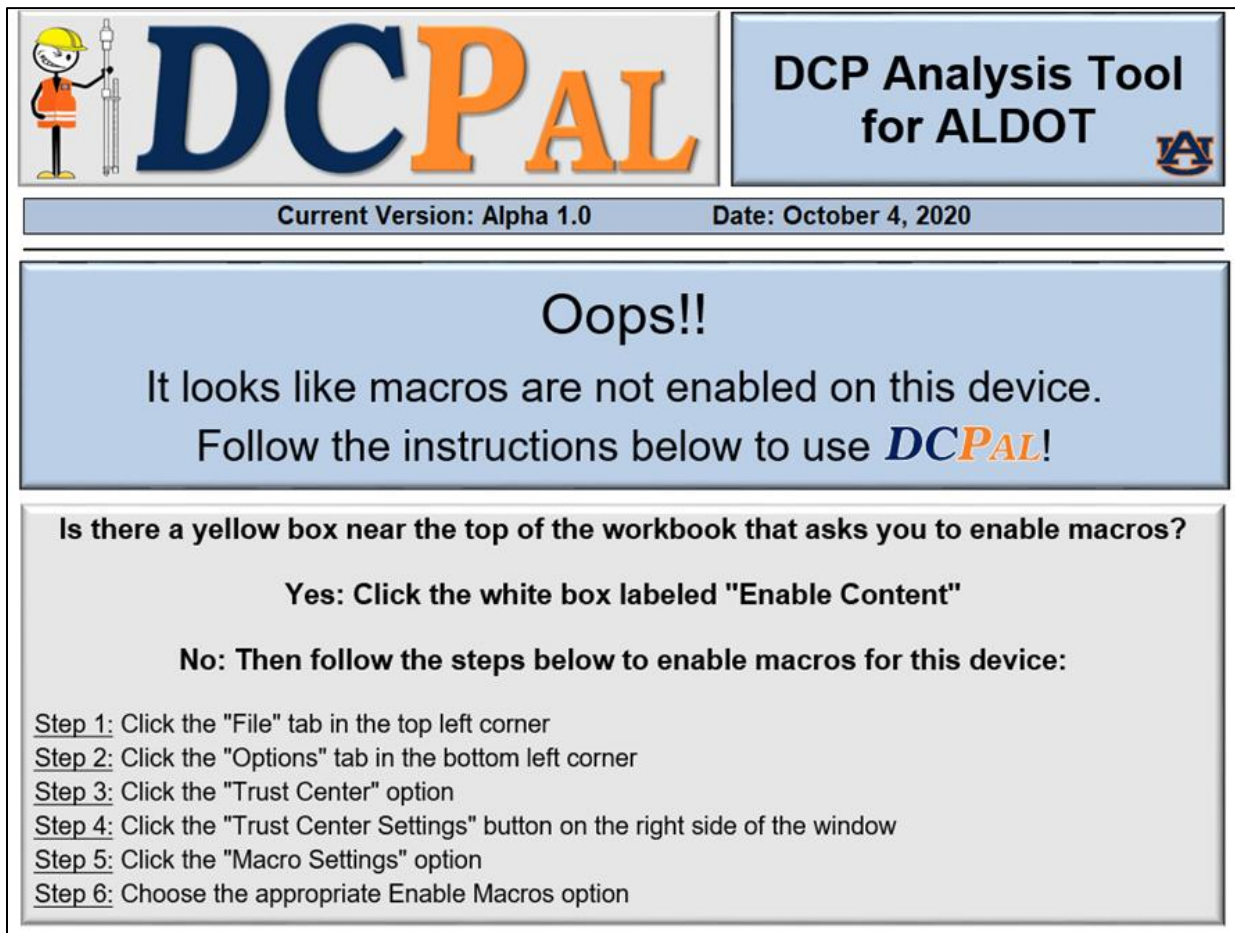 DCPAL
DCP Analysis Tool
for ALDOT
AU
Current Version: Alpha 1.0 Date: October 4, 2020
Oops!!
It looks like macros are not enabled on this device.
Follow the instructions below to use DCPAL!
Is there a yellow box near the top of the workbook that asks you to enable macros?
Yes: Click the white box labeled "Enable Content"
No: Then follow the steps below to enable macros for this device:
Step 1: Click the "File" tab in the top left corner
Step 2: Click the "Options" tab in the bottom left corner
Step 3: Click the "Trust Center" option
Step 4: Click the "Trust Center Settings" button on the right side of the window
Step 5: Click the "Macro Settings" option
Step 6: Choose the appropriate Enable Macros option